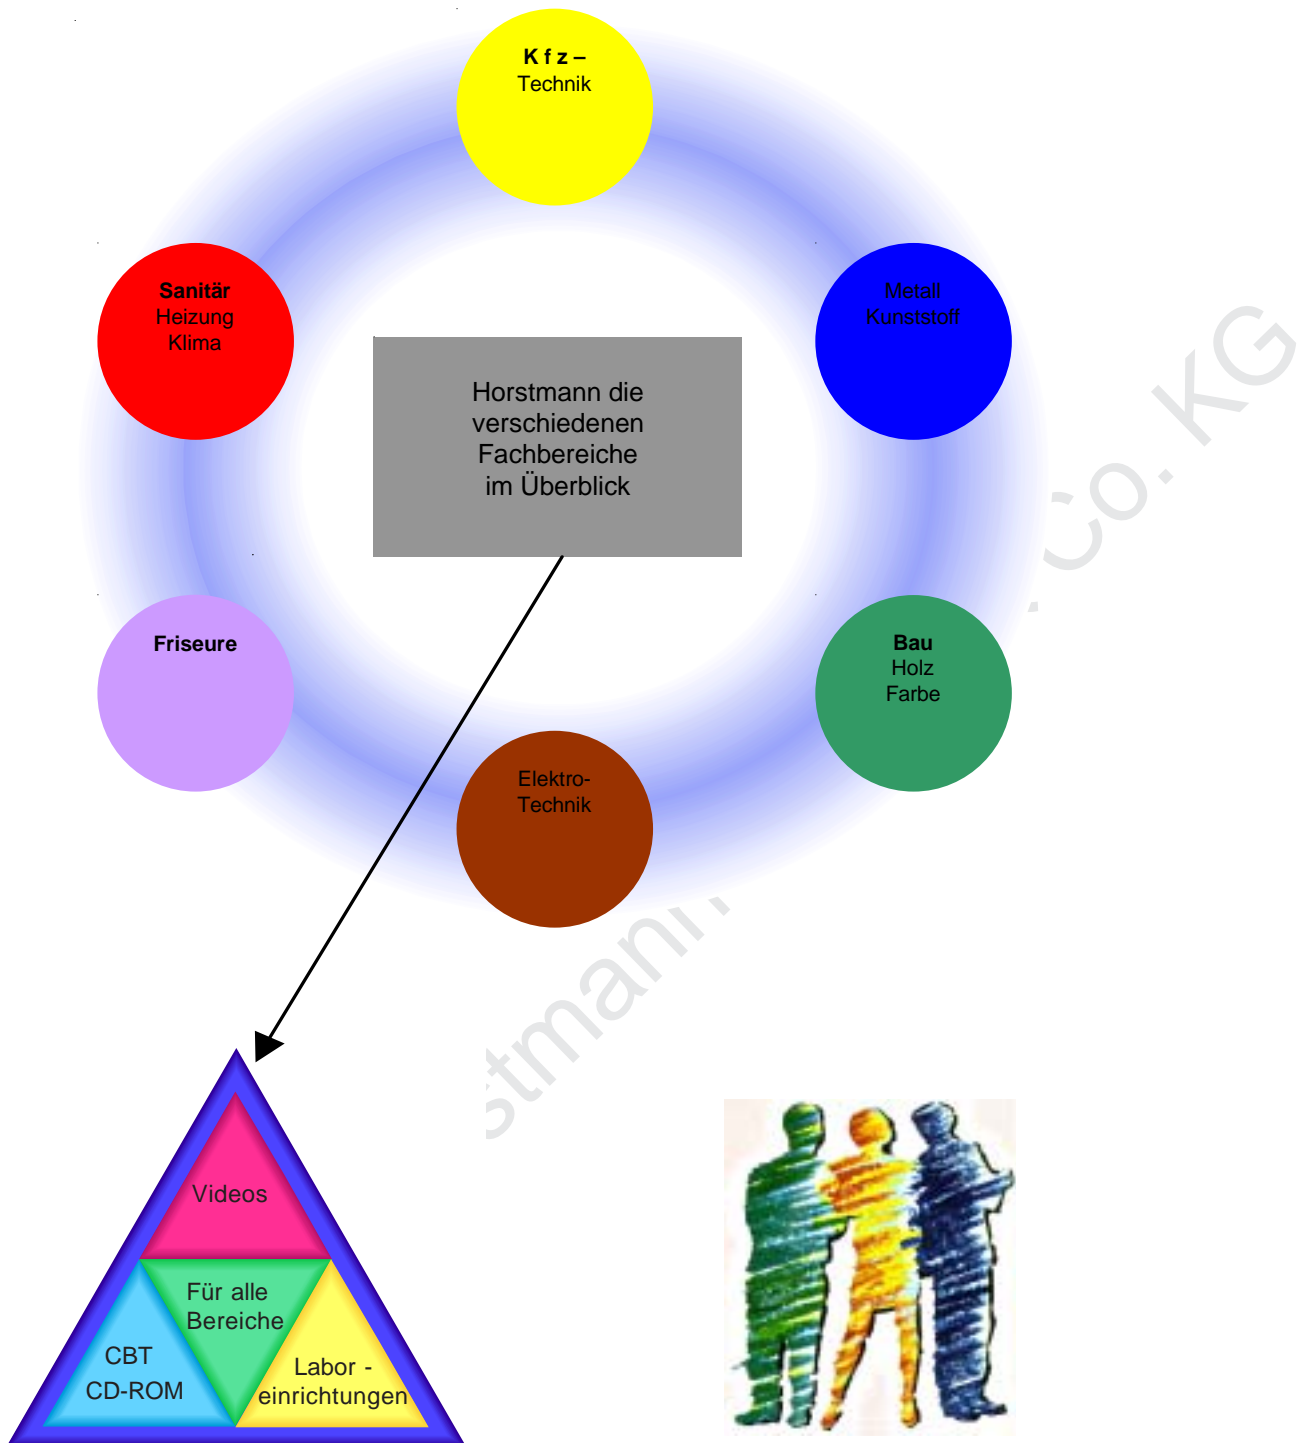 K f z –
Technik
Sanitär
Heizung
Klima
Metall
Kunststoff
Horstmann die
verschiedenen
Fachbereiche
im Überblick
Friseure
Bau
Holz
Farbe
Elektro-
Technik
Videos
Für alle
Bereiche
CBT
CD-ROM
Labor -
einrichtungen
Co. KG